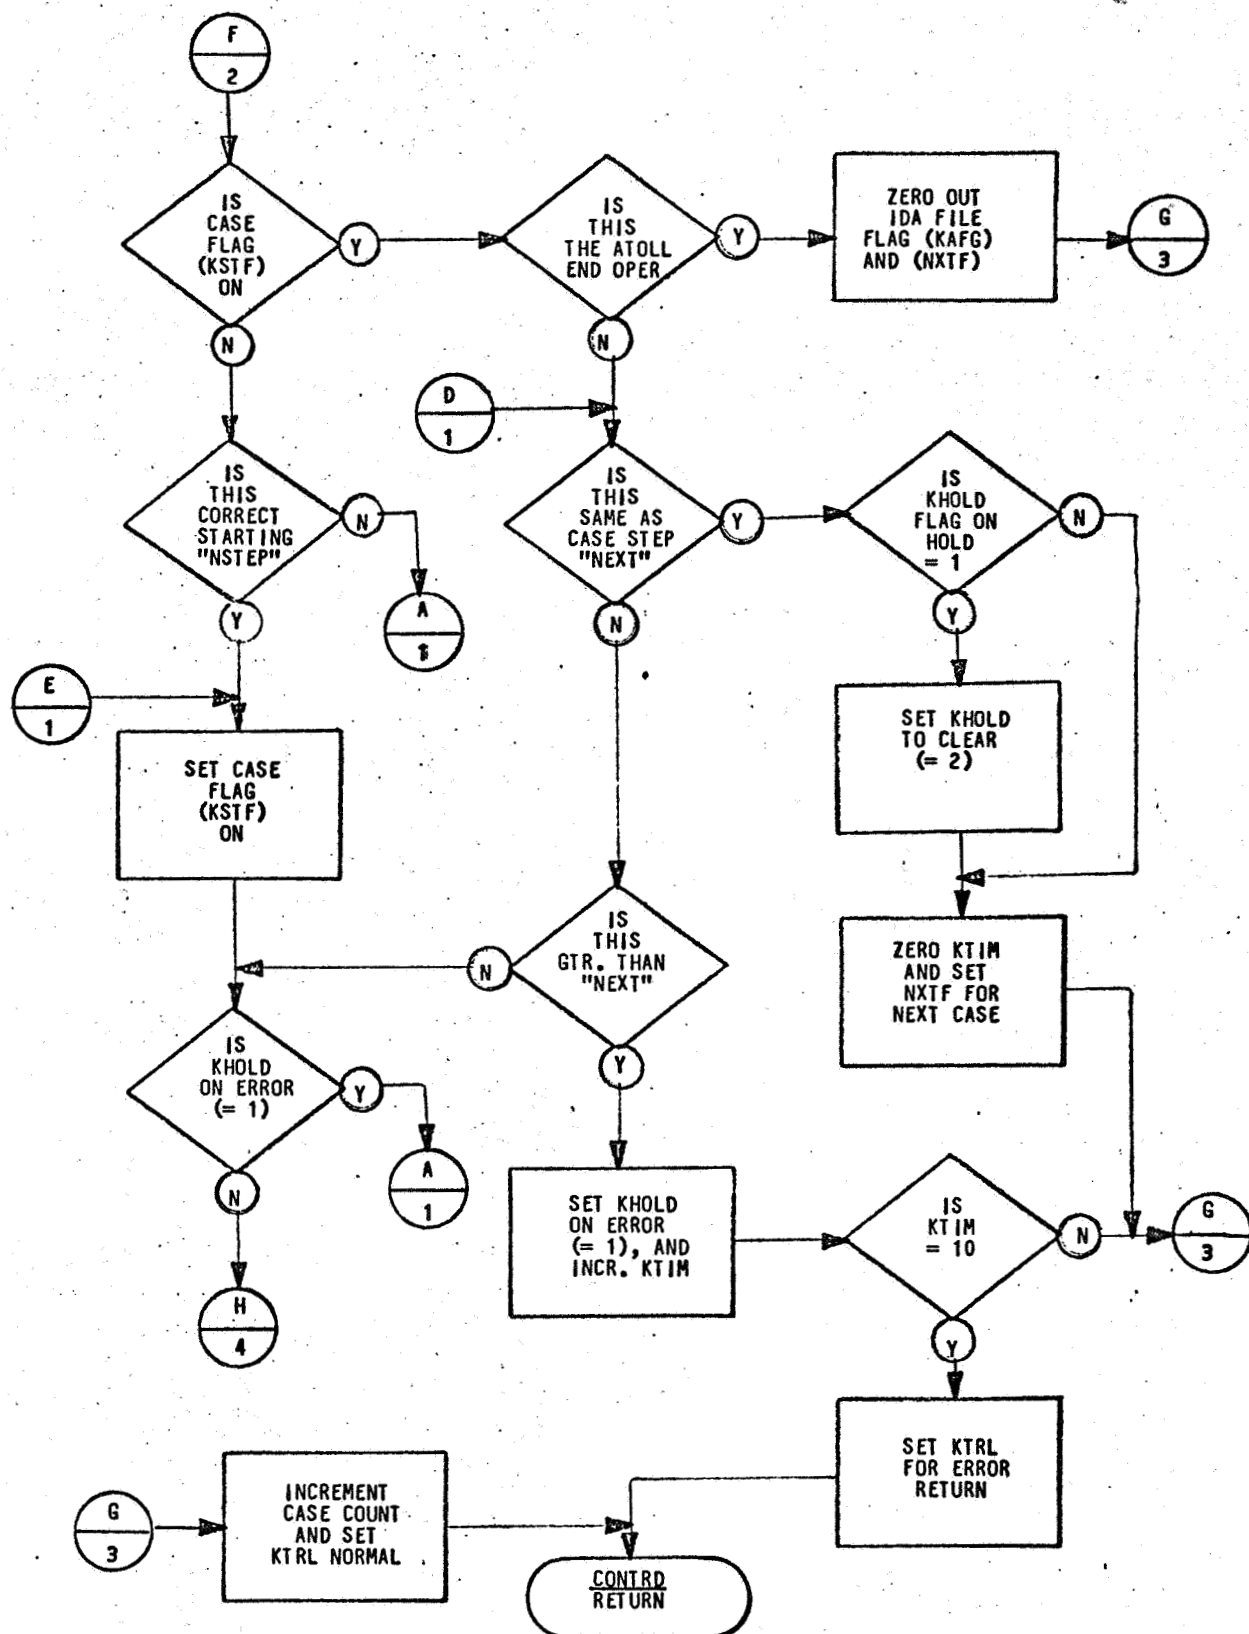 F
2
IS
CASE
FLAG
(KSTF)
ON
Y
N
IS
THIS
THE ATOLL
END OPER.
Y
N
ZERO OUT
IDA FILE
FLAG (KAFG)
AND (NXTF)
G
3
D
1
IS
THIS
CORRECT
STARTING
"NSTEP"
N
Y
A
1
IS
THIS
SAME AS
CASE STEP
"NEXT"
Y
N
IS
KHOLD
FLAG ON
HOLD
= 1
N
Y
E
1
SET CASE
FLAG
(KSTF)
ON
SET KHOLD
TO CLEAR
(= 2)
IS
THIS
GTR. THAN
"NEXT"
N
Y
ZERO KTIM
AND SET
NXTF FOR
NEXT CASE
IS
KHOLD
ON ERROR
(= 1)
Y
N
A
1
H
4
SET KHOLD
ON ERROR
(= 1), AND
INCR. KTIM
IS
KTIM
= 10
N
Y
G
3
SET KTRL
FOR ERROR
RETURN
G
3
INCREMENT
CASE COUNT
AND SET
KTRL NORMAL
CONTRD
RETURN